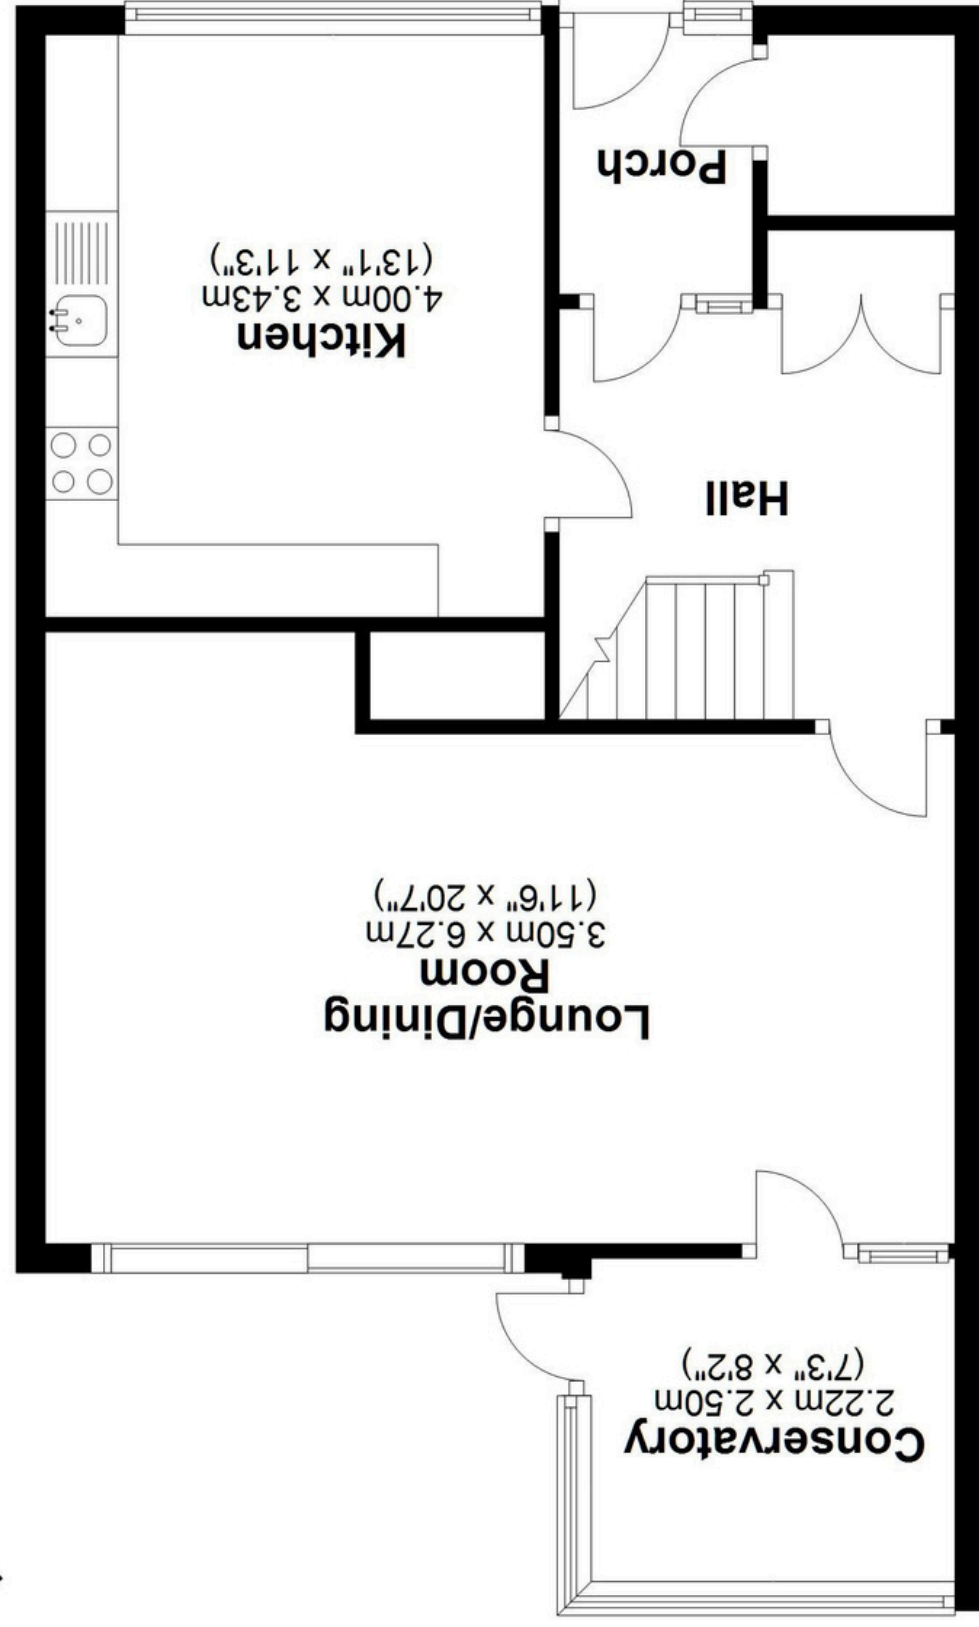 Conservatory
2.22m x 2.50m
(7'3" x 8'2")
Lounge/Dining
Room
3.50m x 6.27m
(11'6" x 20'7")
Hall
Kitchen
4.00m x 3.43m
(13'1" x 11'3")
Porch